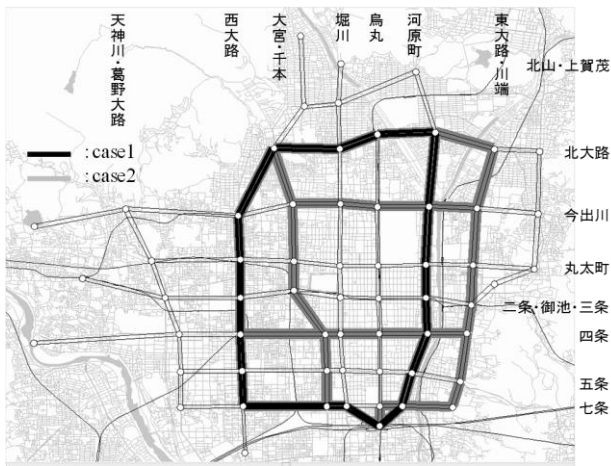 天神川・葛野大路
西大路
大宮・千本
堀川
烏丸
河原町
東大路・川端
北山・上賀茂
北大路
今出川
丸太町
二条・御池・三条
四条
五条
七条
:case1
:case2